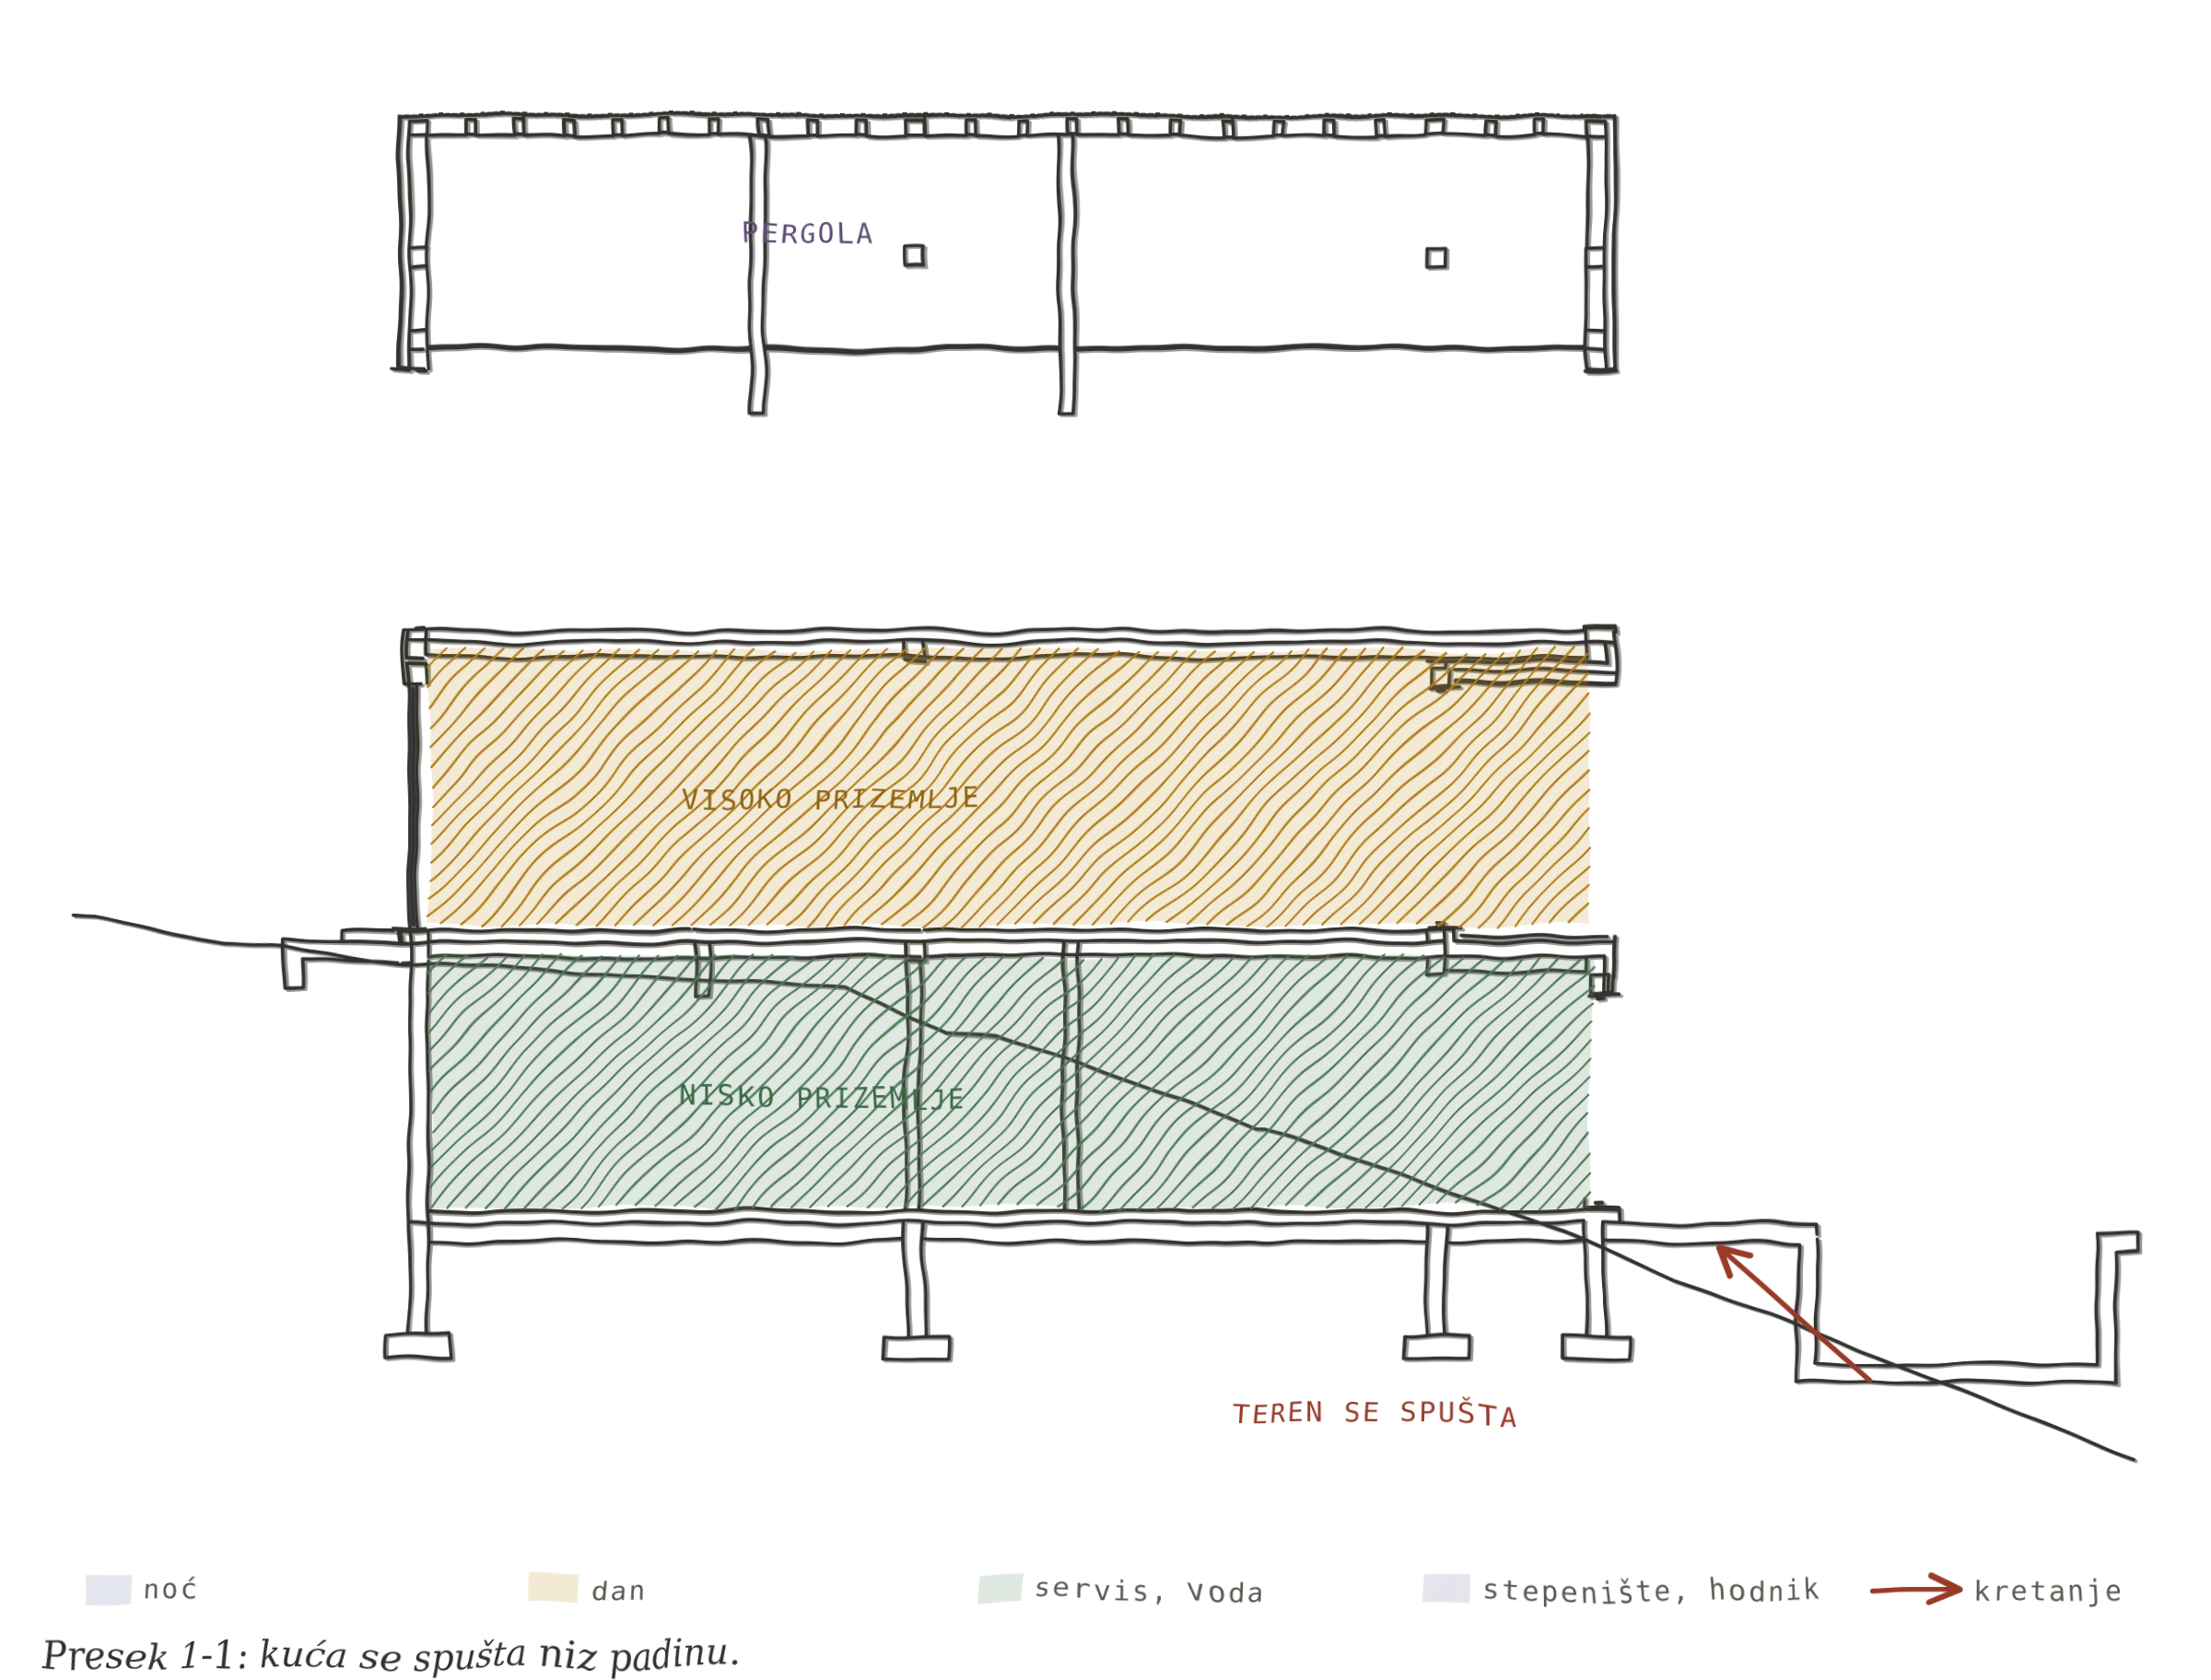 PERGOLA
VISOKO PRIZEMLJE
NISKO PRIZEMLJE
TEREN SE SPUŠTA
noć
dan
servis, voda
stepenište, hodnik
kretanje
Presek 1-1: kuća se spušta niz padinu.